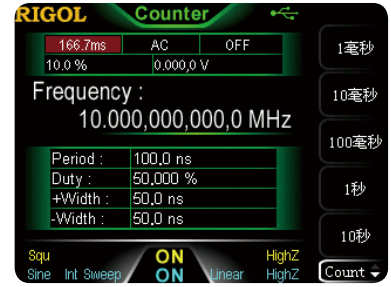 RIGOL Counter
166.7ms AC OFF
10.0 % 0.000,0 V
1毫秒
Frequency :
10毫秒
10.000,000,000,0 MHz
100毫秒
Period : 100.0 ns
Duty : 50.000 %
1秒
+Width : 50.0 ns
-Width : 50.0 ns
10秒
Squ ON HighZ
Sine Int Sweep ON Linear HighZ
Count